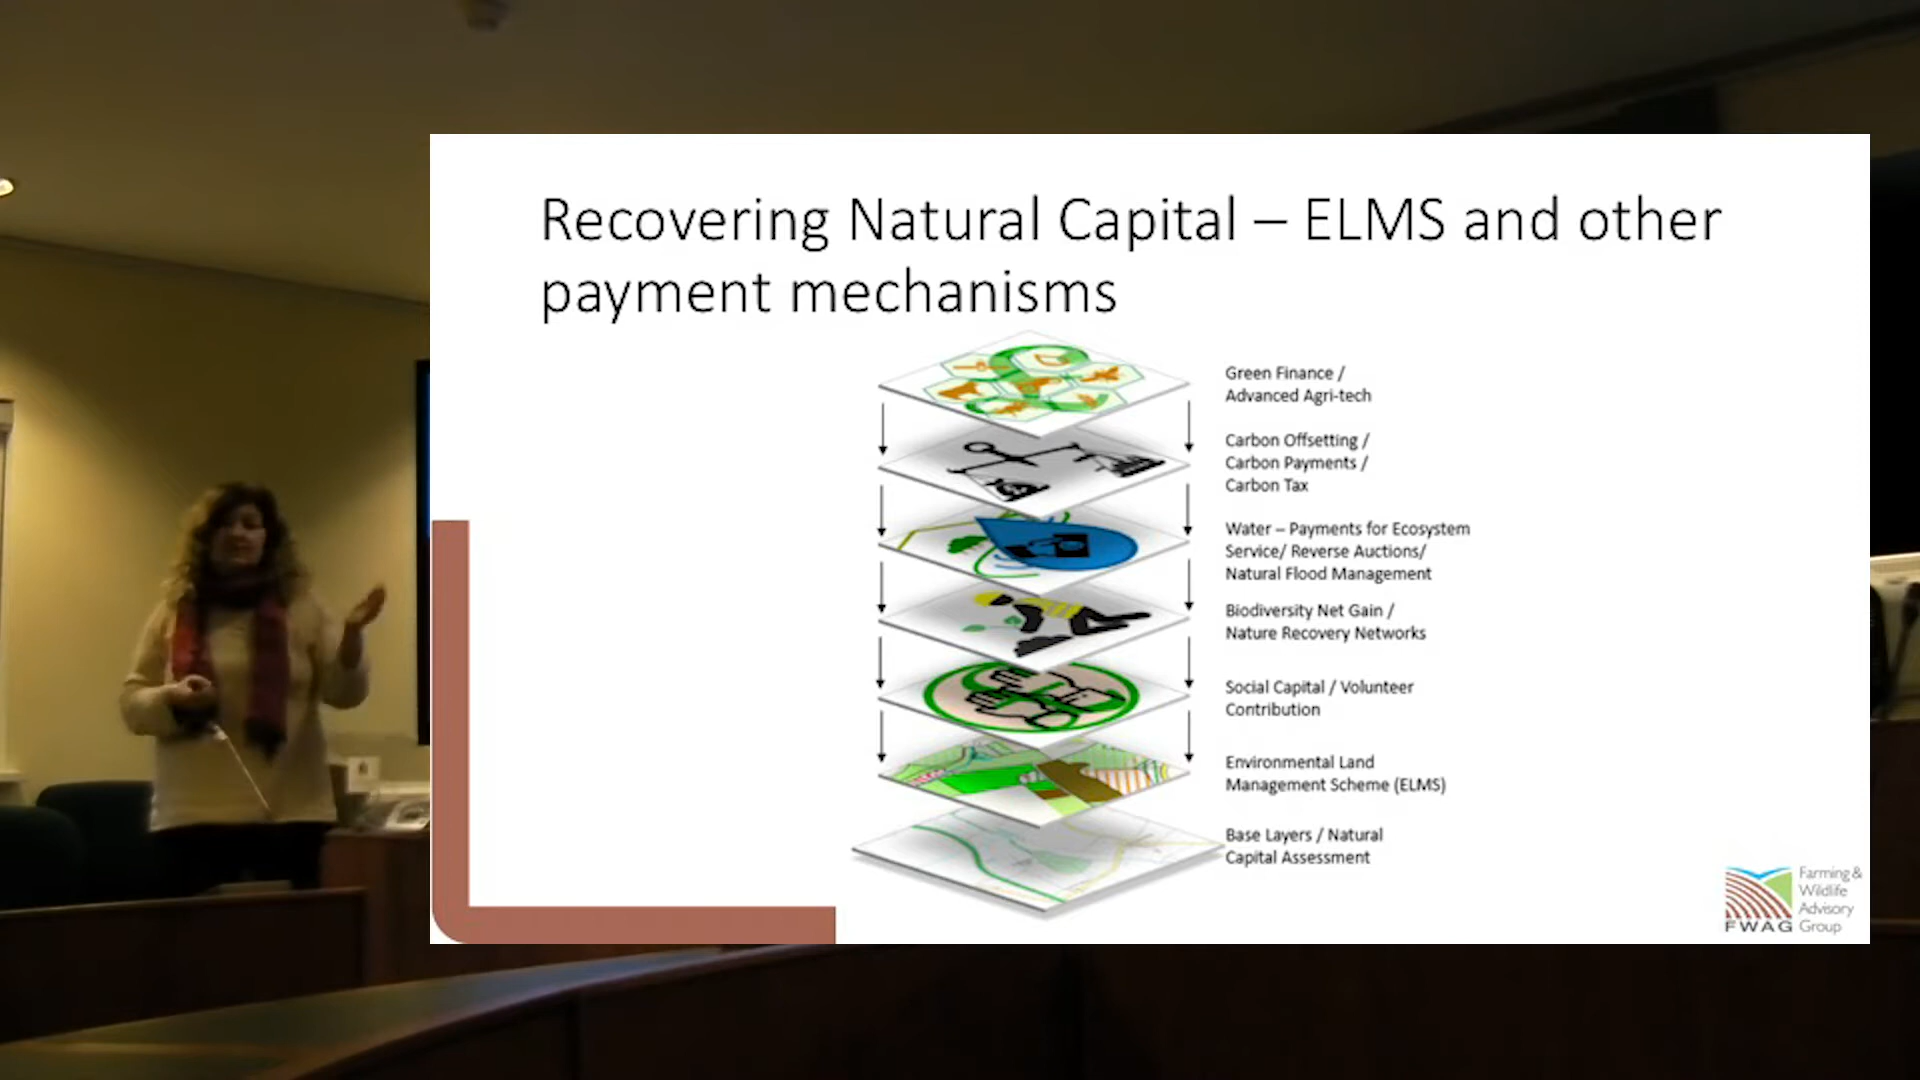 Recovering Natural Capital – ELMS and other
payment mechanisms
Green Finance /
Advanced Agri-tech
Carbon Offsetting /
Carbon Payments /
Carbon Tax
Water – Payments for Ecosystem
Service/ Reverse Auctions/
Natural Flood Management
Biodiversity Net Gain /
Nature Recovery Networks
Social Capital / Volunteer
Contribution
Environmental Land
Management Scheme (ELMS)
Base Layers / Natural
Capital Assessment
Farming &
Wildlife
Advisory
Group
FWAG